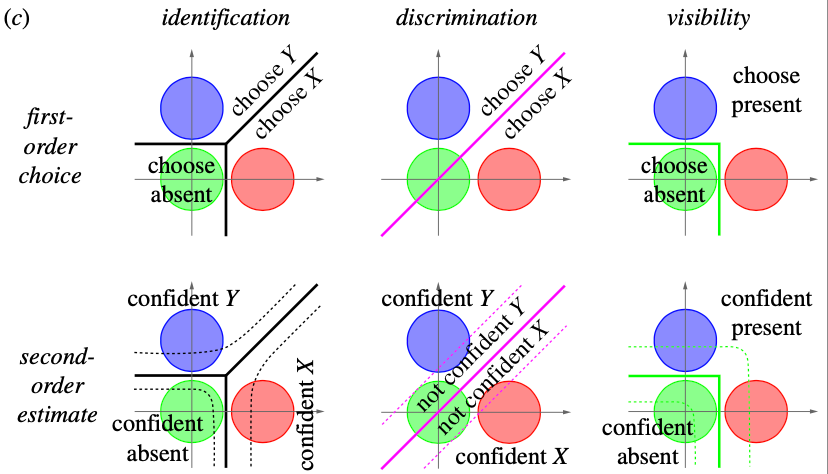 (c)
identification
discrimination
visibility
first-
order
choice
choose Y
choose X
choose
absent
choose Y
choose X
choose
present
choose
absent
second-
order
estimate
confident Y
confident X
confident
absent
confident Y
not confident Y
not confident X
confident X
confident
present
confident
absent